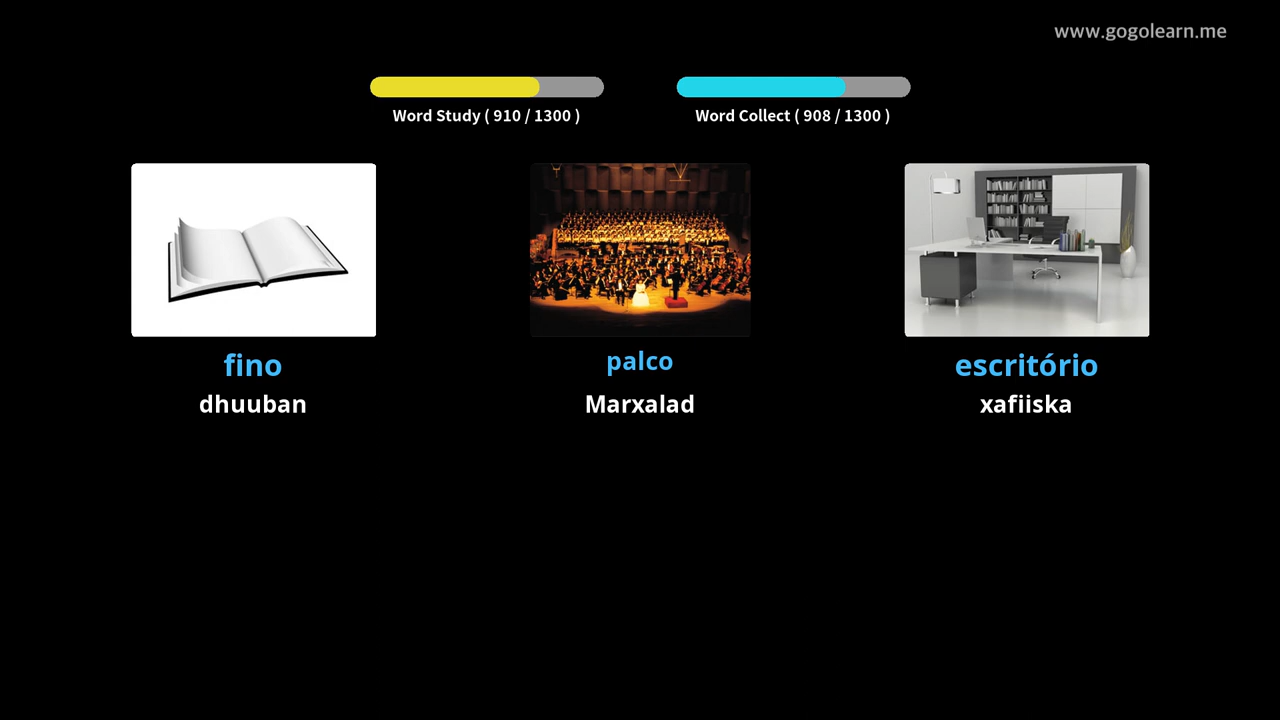 www.gogolearn.me
Word Study ( 910 / 1300 )
Word Collect ( 908 / 1300 )
fino
palco
escritório
dhuuban
Marxalad
xafiiska